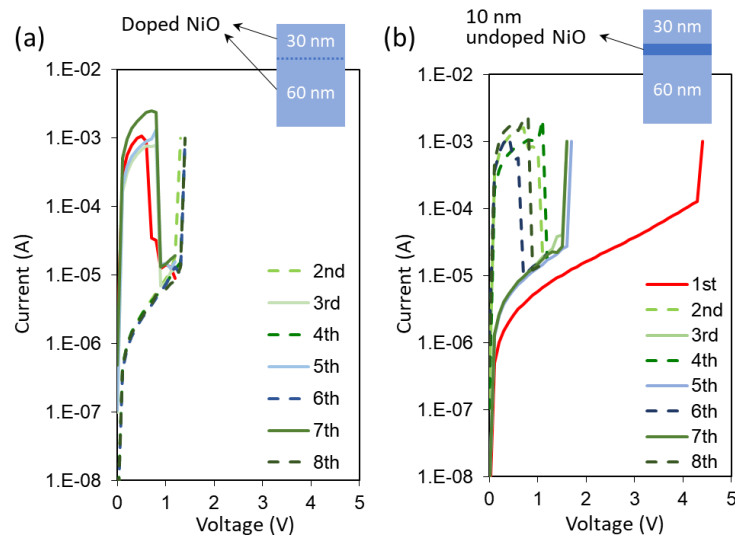 (a)
Doped NiO
30 nm
60 nm
1.E-02
1.E-03
1.E-04
1.E-05
1.E-06
1.E-07
1.E-08
Current (A)
2nd
3rd
4th
5th
6th
7th
8th
0 1 2 3 4 5
Voltage (V)
(b)
10 nm
undoped NiO
30 nm
60 nm
1.E-02
1.E-03
1.E-04
1.E-05
1.E-06
1.E-07
1.E-08
Current (A)
1st
2nd
3rd
4th
5th
6th
7th
8th
0 1 2 3 4 5
Voltage (V)